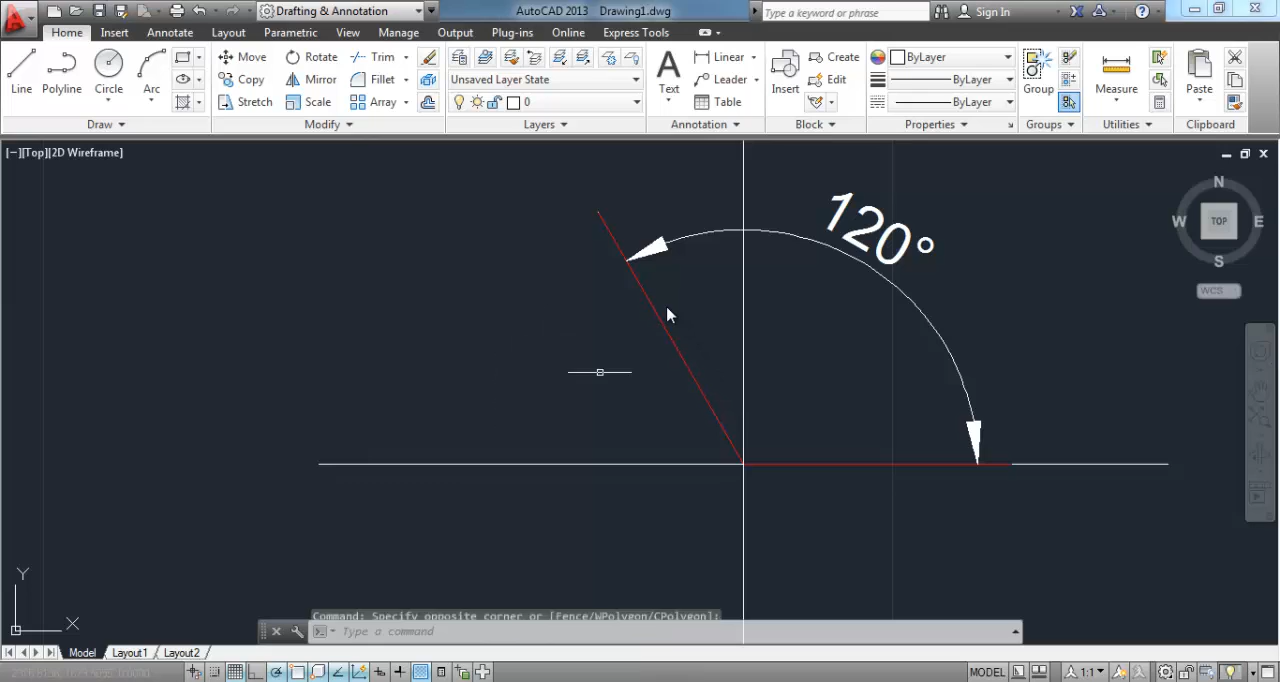 Drafting & Annotation
AutoCAD 2013 Drawing1.dwg
Type a keyword or phrase
Sign In
Home Insert Annotate Layout Parametric View Manage Output Plug-ins Online Express Tools
Line
Polyline
Circle
Arc
Draw
Move
Rotate
Trim
Copy
Mirror
Fillet
Stretch
Scale
Array
Modify
Unsaved Layer State
0
Layers
Text
Linear
Leader
Table
Annotation
Insert
Create
Edit
Block
ByLayer
ByLayer
ByLayer
Properties
Group
Groups
Measure
Utilities
Paste
Clipboard
[−][Top][2D Wireframe]
120°
N
W
TOP
E
S
WCS
Y
X
Command: Specify opposite corner or [Fence/WPolygon/CPolygon]:
Type a command
Model Layout1 Layout2
MODEL
1:1